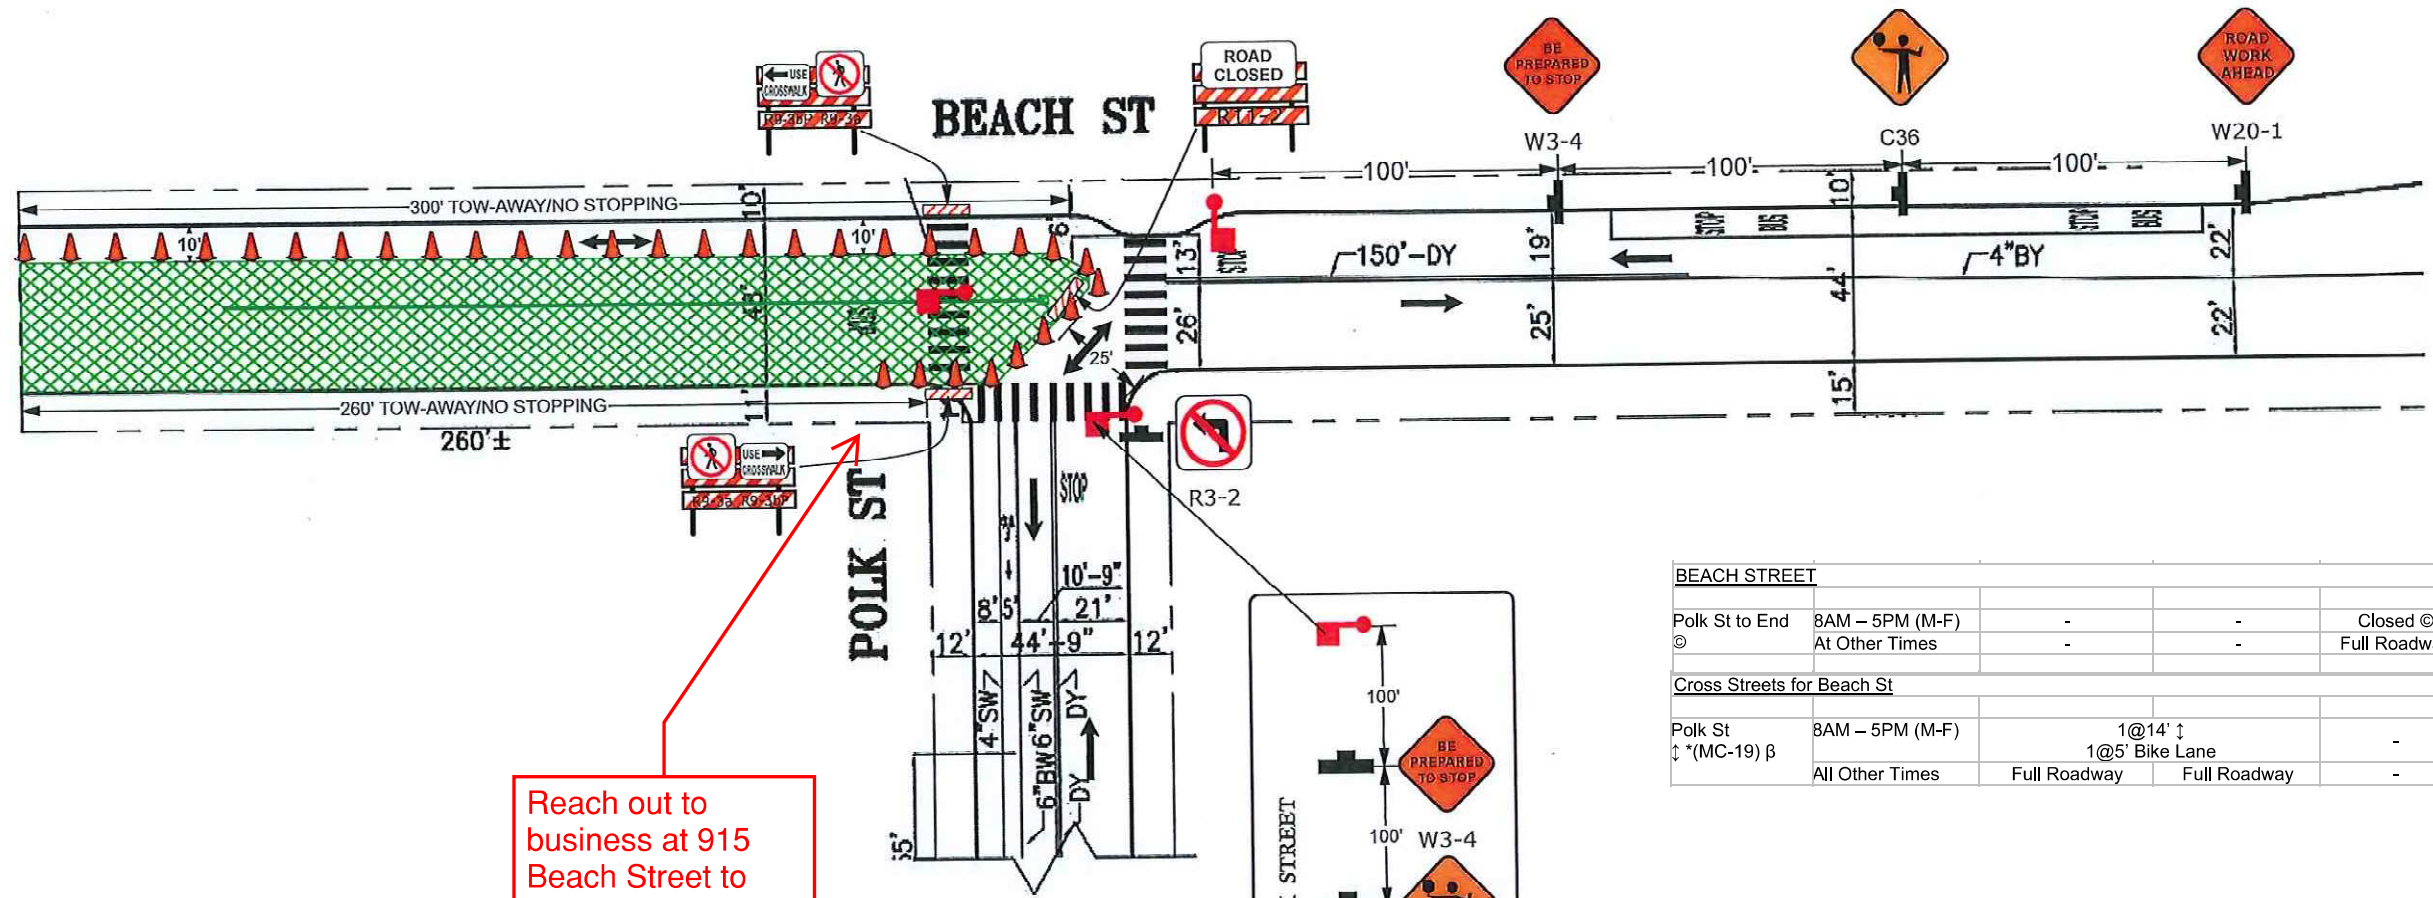 ROAD
CLOSED
R11-2
BE
PREPARED
TO STOP
W3-4
C36
ROAD
WORK
AHEAD
W20-1
USE
CROSSWALK
R9-3bP R9-3a
BEACH ST
100'
100'
100'
300' TOW-AWAY/NO STOPPING
10'
10'
10'
6'
10'
45'
13'
26'
25'
STOP
150'-DY
19'
25'
STOP
BUS
STOP
BUS
4"BY
44'
22'
22'
15'
260' TOW-AWAY/NO STOPPING
11'
260'±
USE
CROSSWALK
R9-3a R9-3bP
R3-2
POLK ST
STOP
10'-9"
8'
5'
21'
12'
44'-9"
12'
4"SW
6"BW
6"SW
DY
DY
Reach out to
business at 915
Beach Street to
100'
BE
PREPARED
TO STOP
100'
W3-4
STREET
BEACH STREET
Polk St to End 8AM – 5PM (M-F) - - Closed ©
© At Other Times - - Full Roadw
Cross Streets for Beach St
Polk St 8AM – 5PM (M-F) 1@14' ↕ -
↕ *(MC-19) β 1@5' Bike Lane
All Other Times Full Roadway Full Roadway -